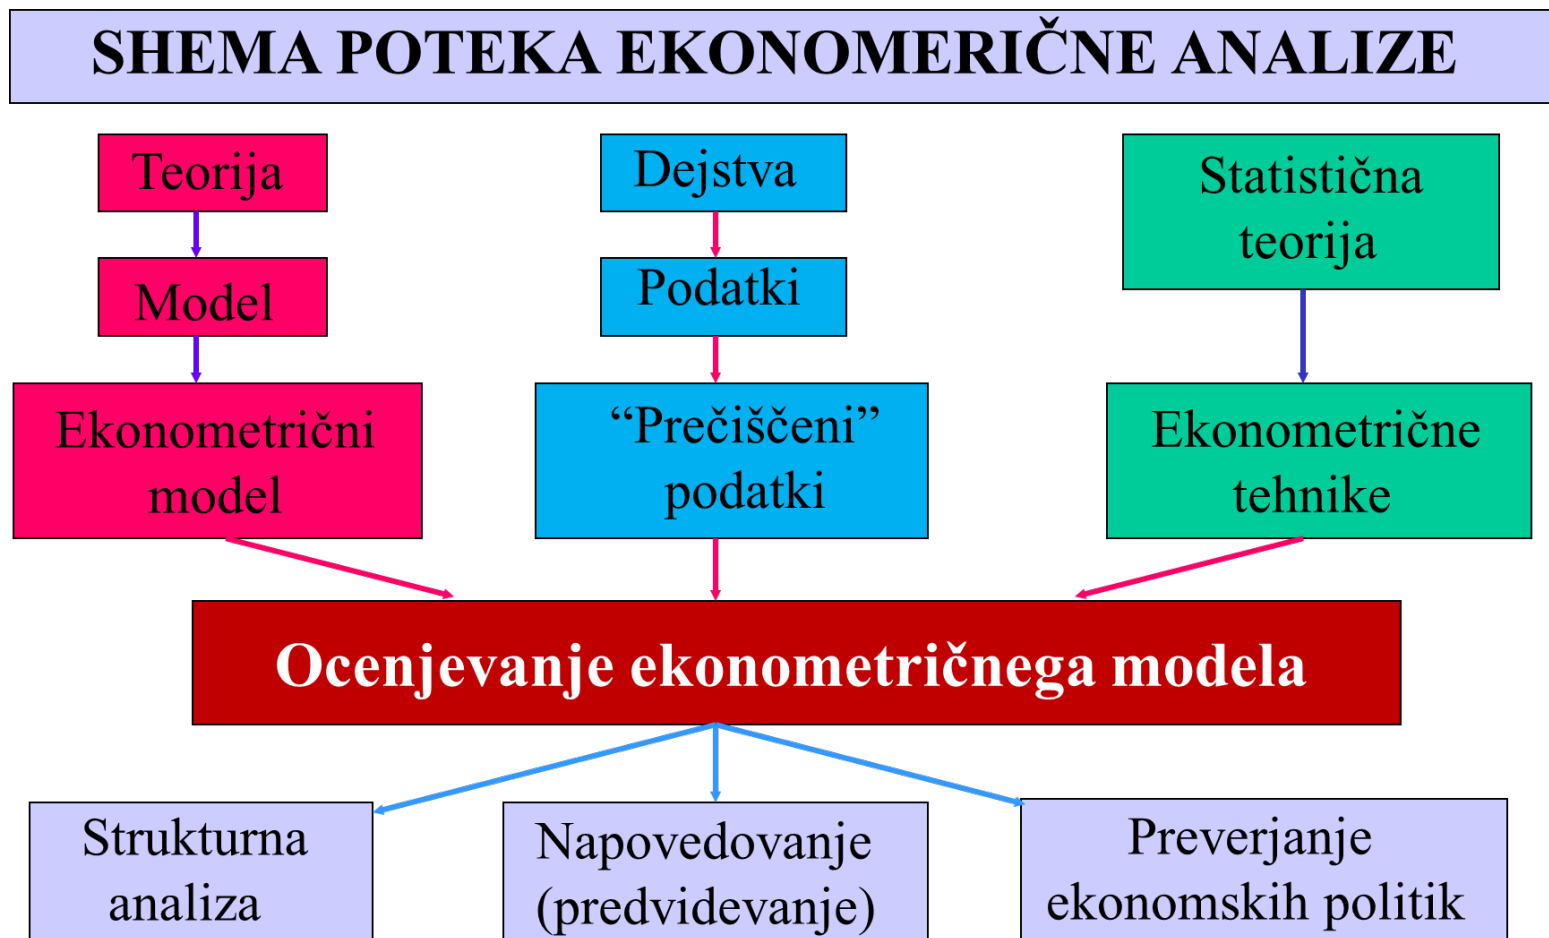 SHEMA POTEKA EKONOMERIČNE ANALIZE
Teorija
Dejstva
Statistična
teorija
Model
Podatki
Ekonometrični
model
“Prečiščeni”
podatki
Ekonometrične
tehnike
Ocenjevanje ekonometričnega modela
Strukturna
analiza
Napovedovanje
(predvidevanje)
Preverjanje
ekonomskih politik